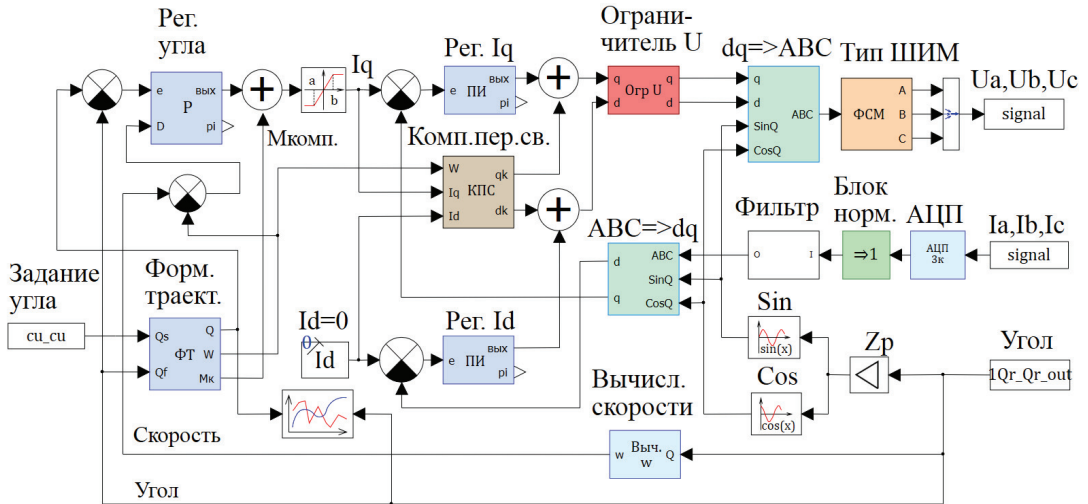 Рег.
угла
e
вых
P
D
pi
Мкомп.
a
b
Iq
Рег. Iq
e
вых
ПИ
pi
Ограни-
читель U
q
q
Огр U
d
d
dq=>ABC
q
d
ABC
SinQ
CosQ
Тип ШИМ
A
ФСМ
B
C
Ua,Ub,Uc
signal
Комп.пер.св.
W
qk
Iq
КПС
dk
Id
ABC=>dq
d
ABC
SinQ
q
CosQ
Фильтр
O
I
Блок
норм.
⇒1
АЦП
АЦП
3к
Ia,Ib,Ic
signal
Задание
угла
cu_cu
Форм.
траект.
Qs
Q
ФТ
W
Qf
Мк
Id=0
0
Id
Рег. Id
e
вых
ПИ
pi
Sin
sin(x)
Cos
cos(x)
Zp
Угол
1Qr_Qr_out
Вычисл.
скорости
w
Выч.
w
Q
Скорость
Угол